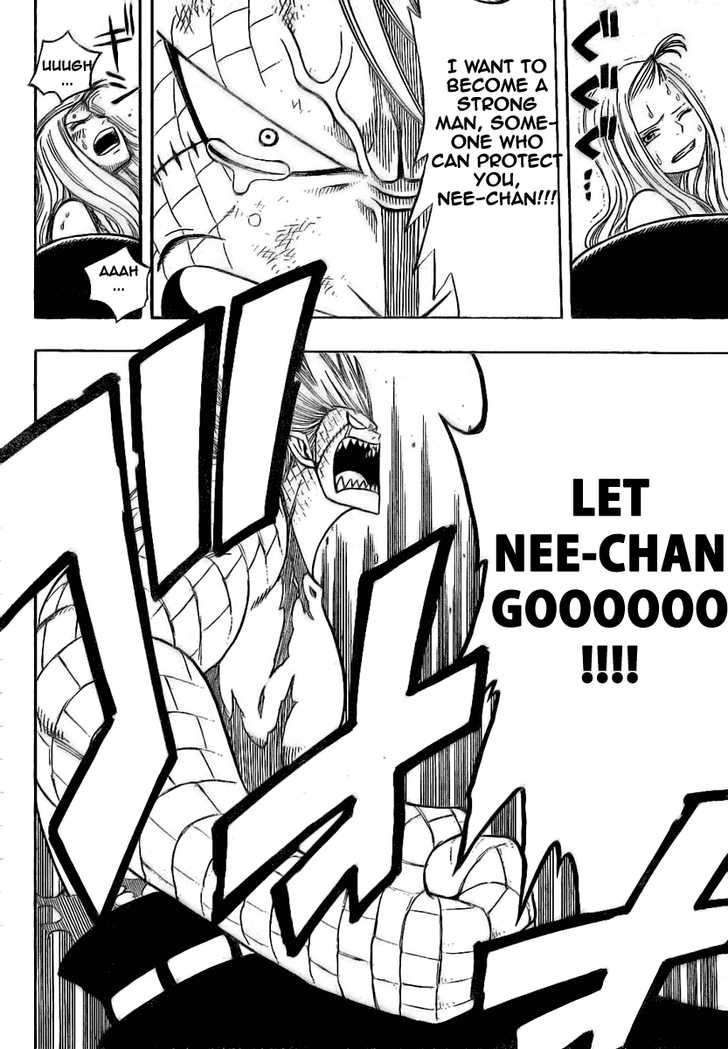 I WANT TO
BECOME A
STRONG
MAN, SOME-
ONE WHO
CAN PROTECT
YOU,
NEE-CHAN!!!
UUUGH
...
AAAH
...
LET
NEE-CHAN
GOOOOOO
!!!!